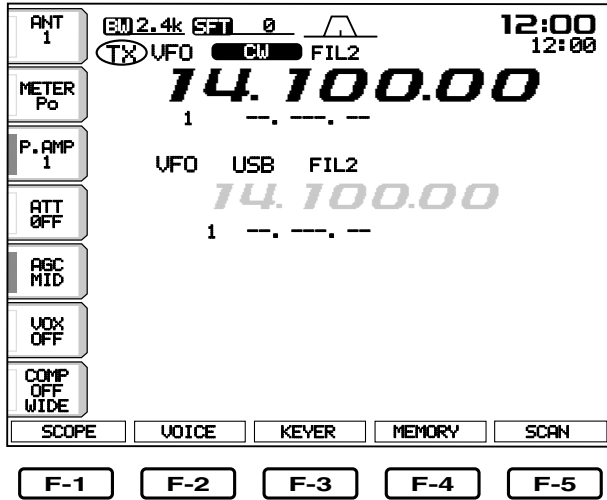 ANT
1
BW 2.4k SFT 0
12:00
12:00
TX VFO CW FIL2
14.100.00
1 --.---.--
METER
Po
P.AMP
1
VFO USB FIL2
14.100.00
1 --.---.--
ATT
OFF
AGC
MID
VOX
OFF
COMP
OFF
WIDE
SCOPE VOICE KEYER MEMORY SCAN
F-1 F-2 F-3 F-4 F-5